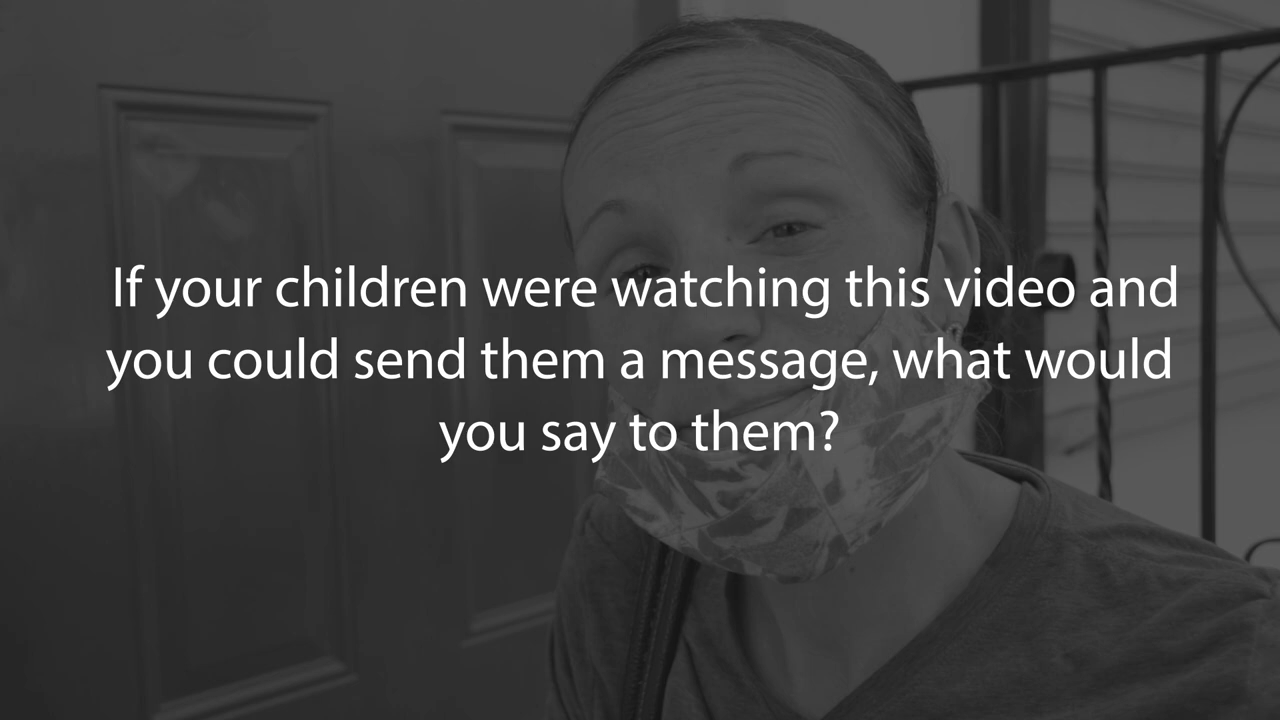 If your children were watching this video and
you could send them a message, what would
you say to them?